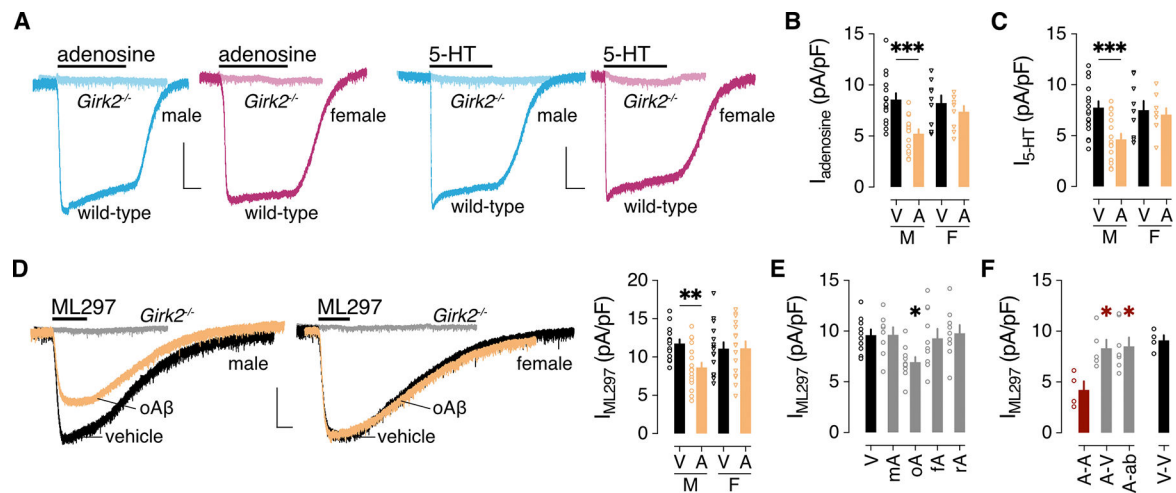 A
adenosine
Girk2-/-
male
wild-type
adenosine
Girk2-/-
female
wild-type
5-HT
Girk2-/-
male
wild-type
5-HT
Girk2-/-
female
wild-type
B
Iadenosine (pA/pF)
15
10
5
0
***
V A V A
M F
C
I5-HT (pA/pF)
15
10
5
0
***
V A V A
M F
D
ML297
Girk2-/-
male
oAβ
vehicle
ML297
Girk2-/-
female
oAβ
vehicle
IML297 (pA/pF)
20
15
10
5
0
**
V A V A
M F
E
IML297 (pA/pF)
15
10
5
0
*
V mA oA fA rA
F
IML297 (pA/pF)
15
10
5
0
* *
A-A A-V A-ab V-V